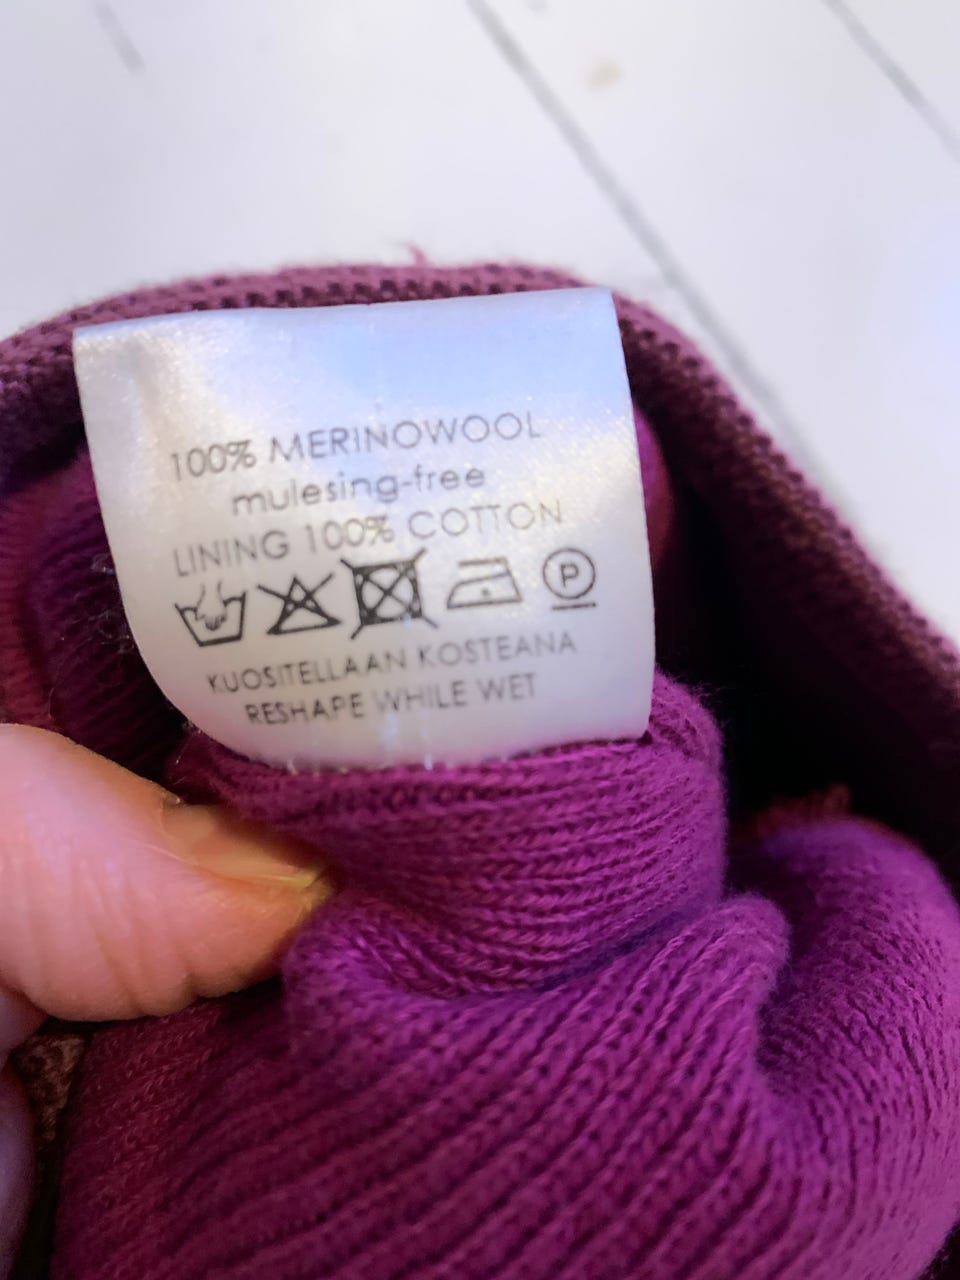 100% MERINOWOOL
mulesing-free
LINING 100% COTTON
P
KUOSITELLAAN KOSTEANA
RESHAPE WHILE WET